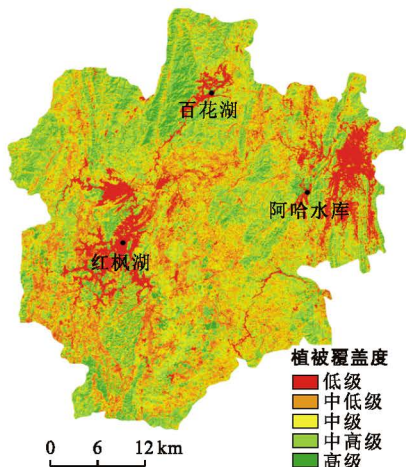 百花湖
阿哈水库
红枫湖
植被覆盖度
低级
中低级
中级
中高级
高级
0 6 12 km